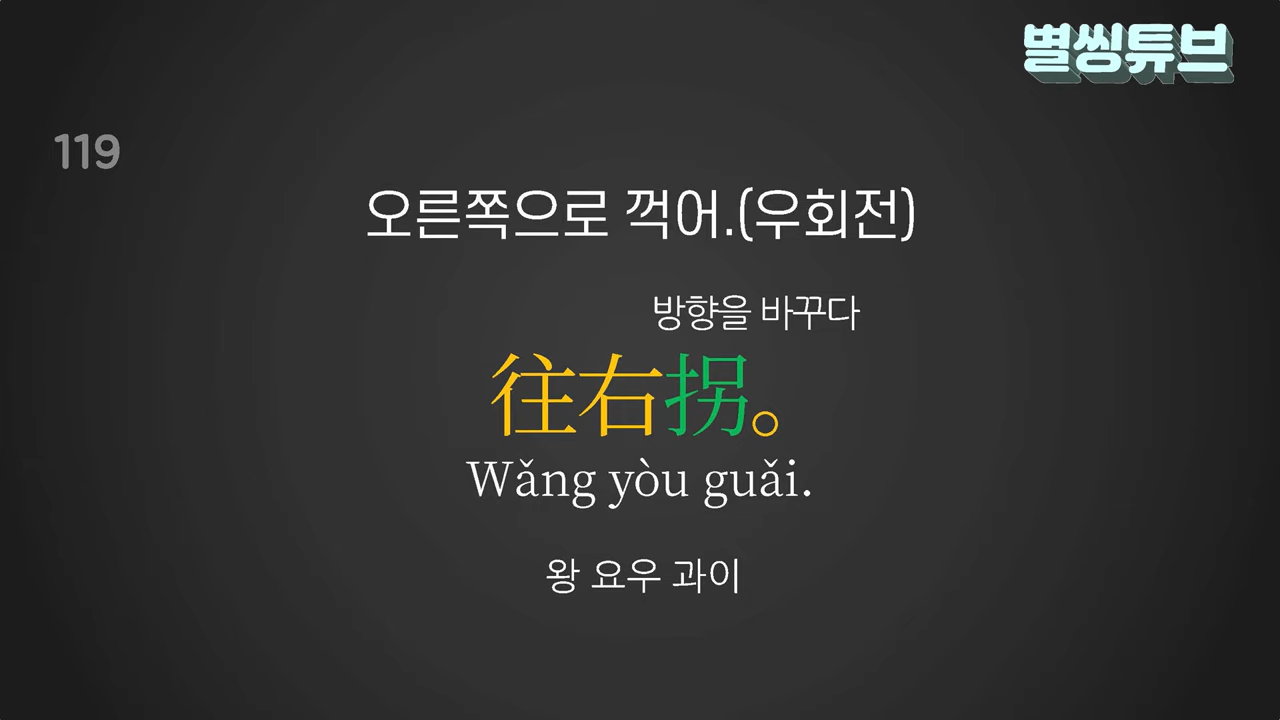 별씽튜브
119
오른쪽으로 꺽어.(우회전)
방향을 바꾸다
往右拐。
Wǎng yòu guǎi.
왕 요우 과이